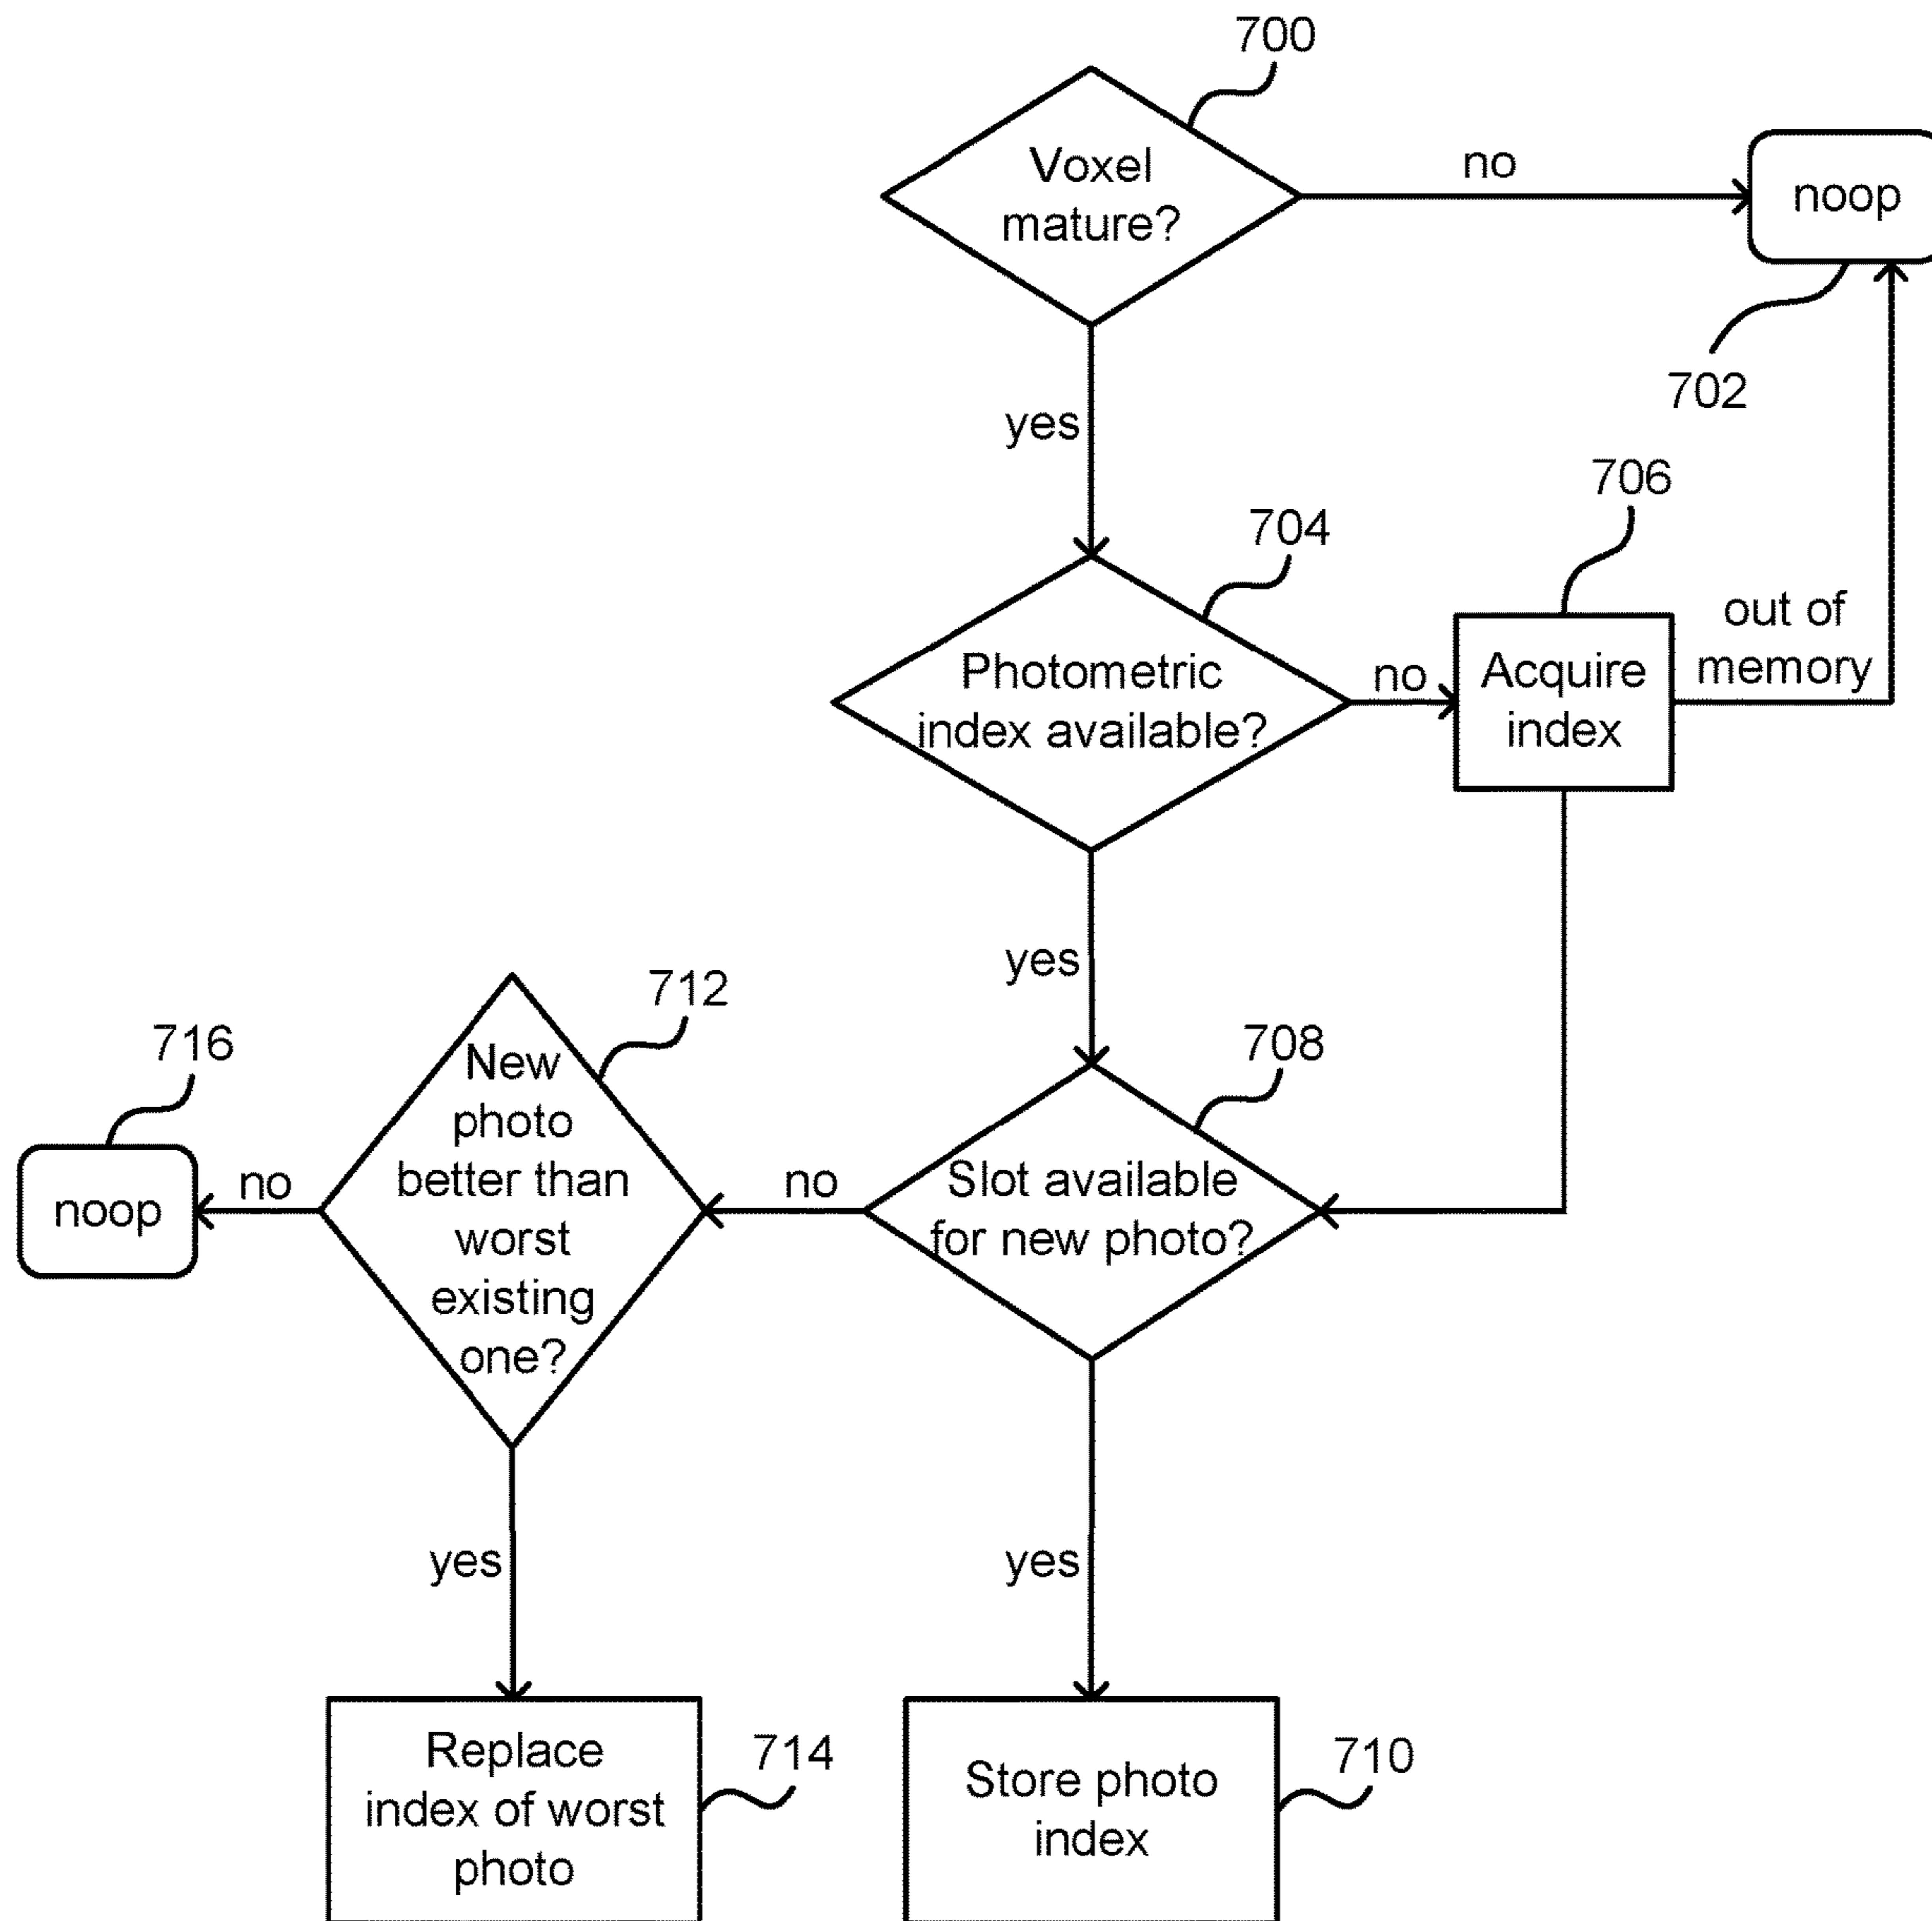 700
Voxel
mature?
no
noop
702
yes
704
706
Photometric
index available?
no
Acquire
index
out of
memory
yes
708
712
716
Slot available
for new photo?
no
New
photo
better than
worst
existing
one?
no
noop
yes
yes
Replace
index of worst
photo
714
Store photo
index
710